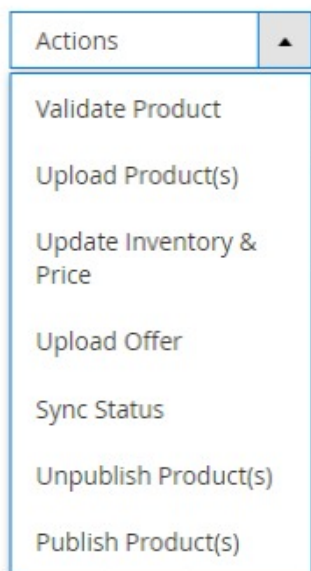 Actions
Validate Product
Upload Product(s)
Update Inventory &
Price
Upload Offer
Sync Status
Unpublish Product(s)
Publish Product(s)